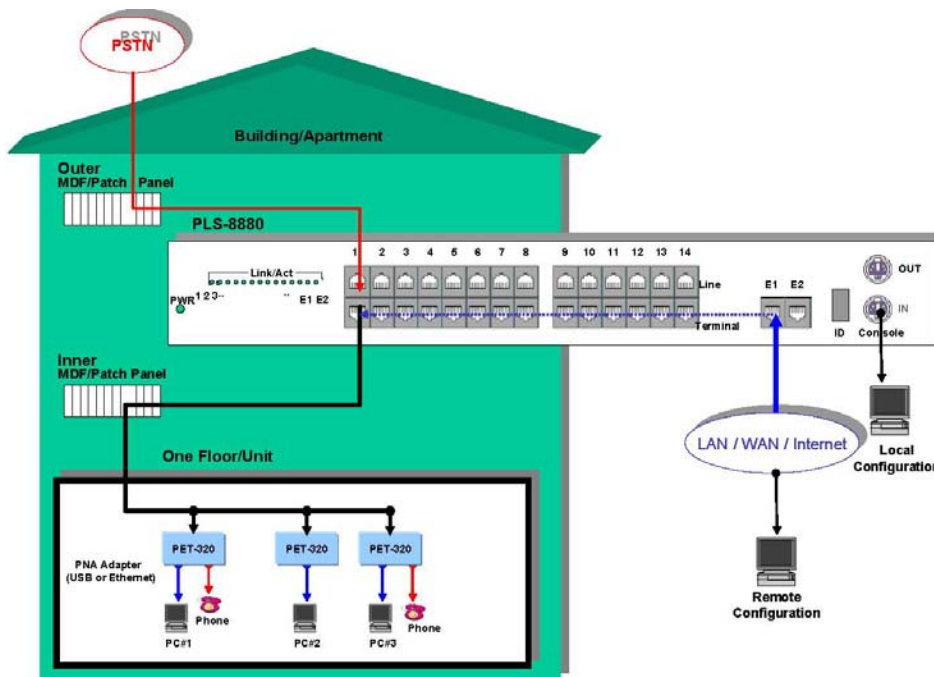 PSTN
PSTN
Building/Apartment
Outer
MDF/Patch Panel
PLS-8880
1 2 3 4 5 6 7 8 9 10 11 12 13 14
Link/Act
OUT
PWR 1 2 3·· ·· E1 E2
Line
E1 E2
IN
Terminal
ID Console
Inner
MDF/Patch Panel
LAN / WAN / Internet
Local
Configuration
One Floor/Unit
PET-320 PET-320 PET-320
PNA Adapter
(USB or Ethernet)
Phone Phone
PC#1 PC#2 PC#3
Remote
Configuration